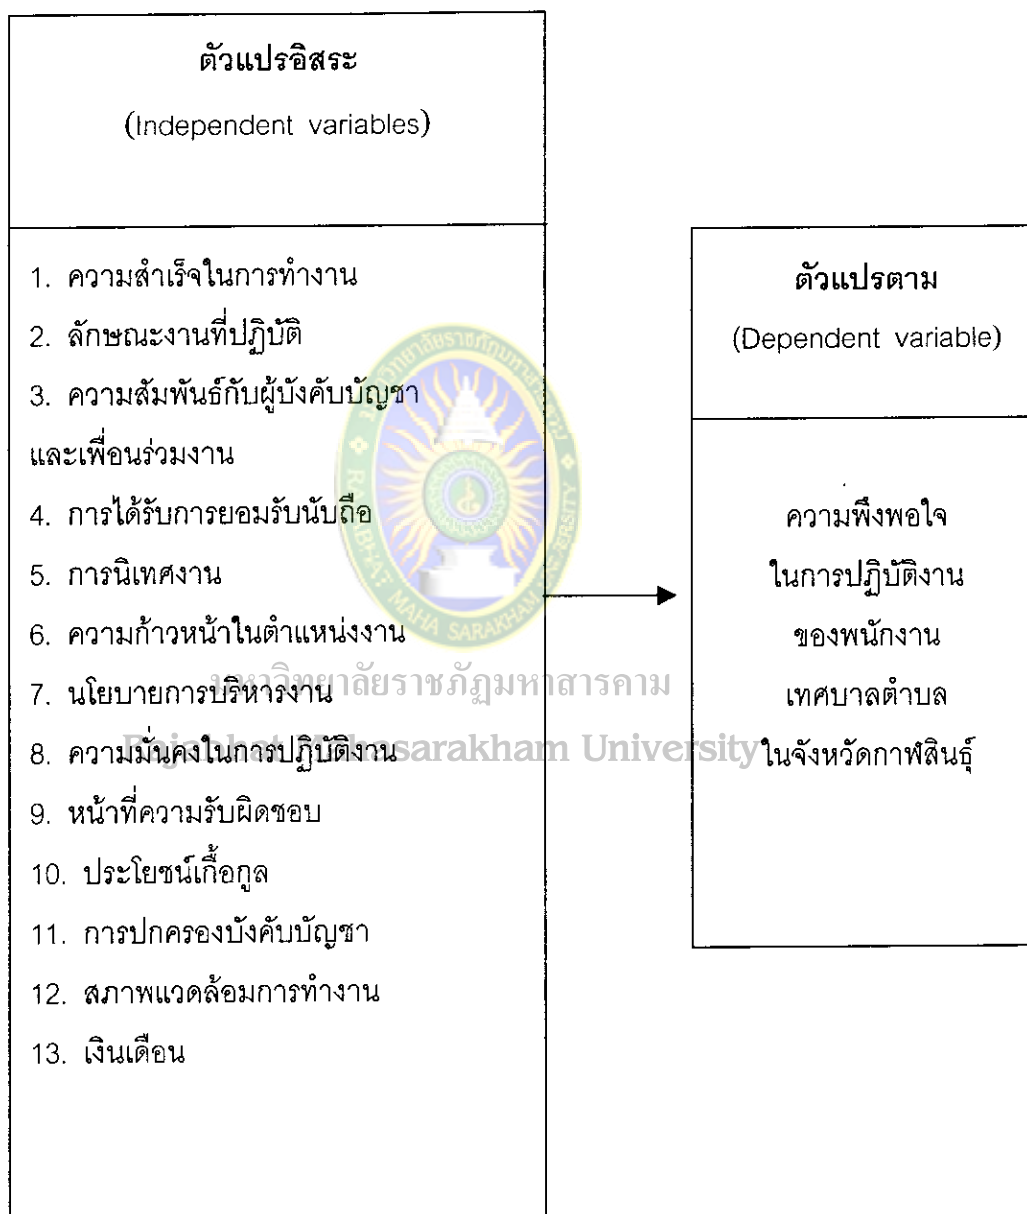 ตัวแปรอิสระ
(Independent variables)
1. ความสำเร็จในการทำงาน
2. ลักษณะงานที่ปฏิบัติ
3. ความสัมพันธ์กับผู้บังคับบัญชา
และเพื่อนร่วมงาน
4. การได้รับการยอมรับนับถือ
5. การนิเทศงาน
6. ความก้าวหน้าในตำแหน่งงาน
7. นโยบายการบริหารงาน
8. ความมั่นคงในการปฏิบัติงาน
9. หน้าที่ความรับผิดชอบ
10. ประโยชน์เกื้อกูล
11. การปกครองบังคับบัญชา
12. สภาพแวดล้อมการทำงาน
13. เงินเดือน
ตัวแปรตาม
(Dependent variable)
ความพึงพอใจ
ในการปฏิบัติงาน
ของพนักงาน
เทศบาลตำบล
ในจังหวัดกาฬสินธุ์
มหาวิทยาลัยราชภัฏมหาสารคาม
Rajabhat Mahasarakham University